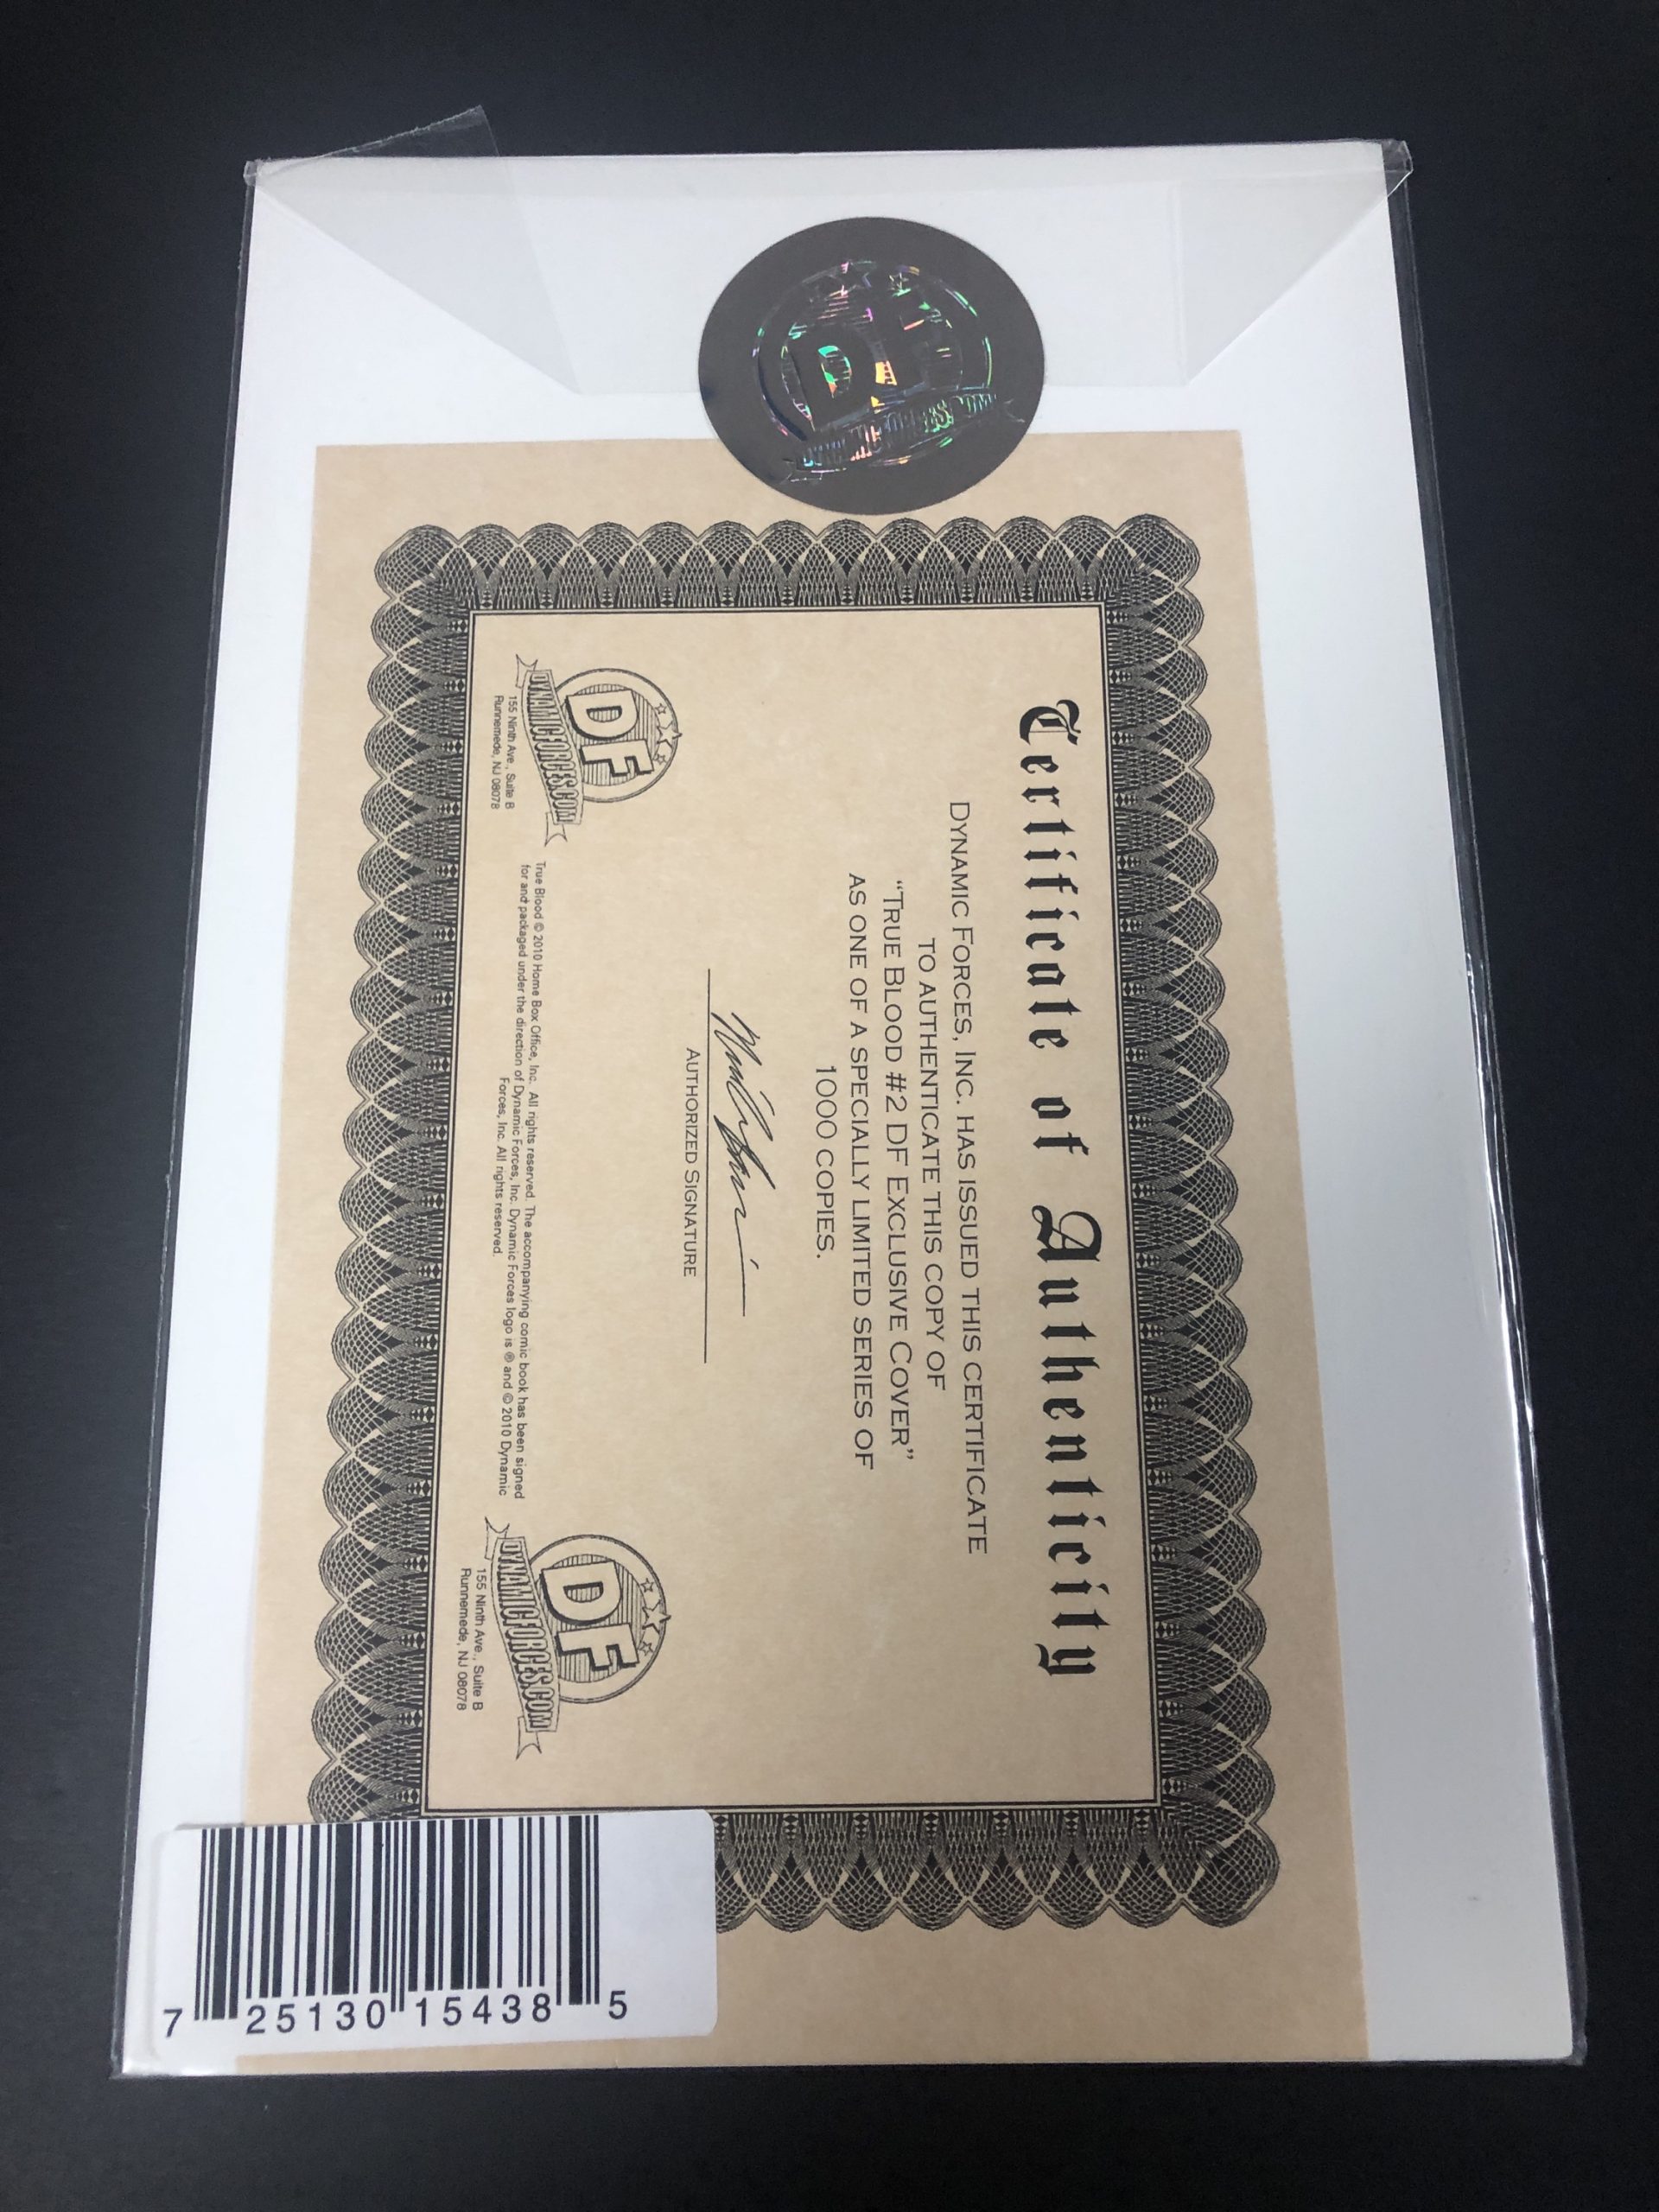 Certificate of Authenticity
DYNAMIC FORCES, INC. HAS ISSUED THIS CERTIFICATE
TO AUTHENTICATE THIS COPY OF
“TRUE BLOOD #2 DF EXCLUSIVE COVER”
AS ONE OF A SPECIALLY LIMITED SERIES OF
1000 COPIES.
AUTHORIZED SIGNATURE
DF
DYNAMICFORCES.COM
155 Ninth Ave., Suite B
Runnemede, NJ 08078
True Blood © 2010 Home Box Office, Inc. All rights reserved. The accompanying comic book has been signed
for and packaged under the direction of Dynamic Forces, Inc. Dynamic Forces logo is ® and © 2010 Dynamic
Forces, Inc. All rights reserved.
DF
DYNAMICFORCES.COM
155 Ninth Ave., Suite B
Runnemede, NJ 08078
DF
DYNAMICFORCES.COM
7 25130 15438 5